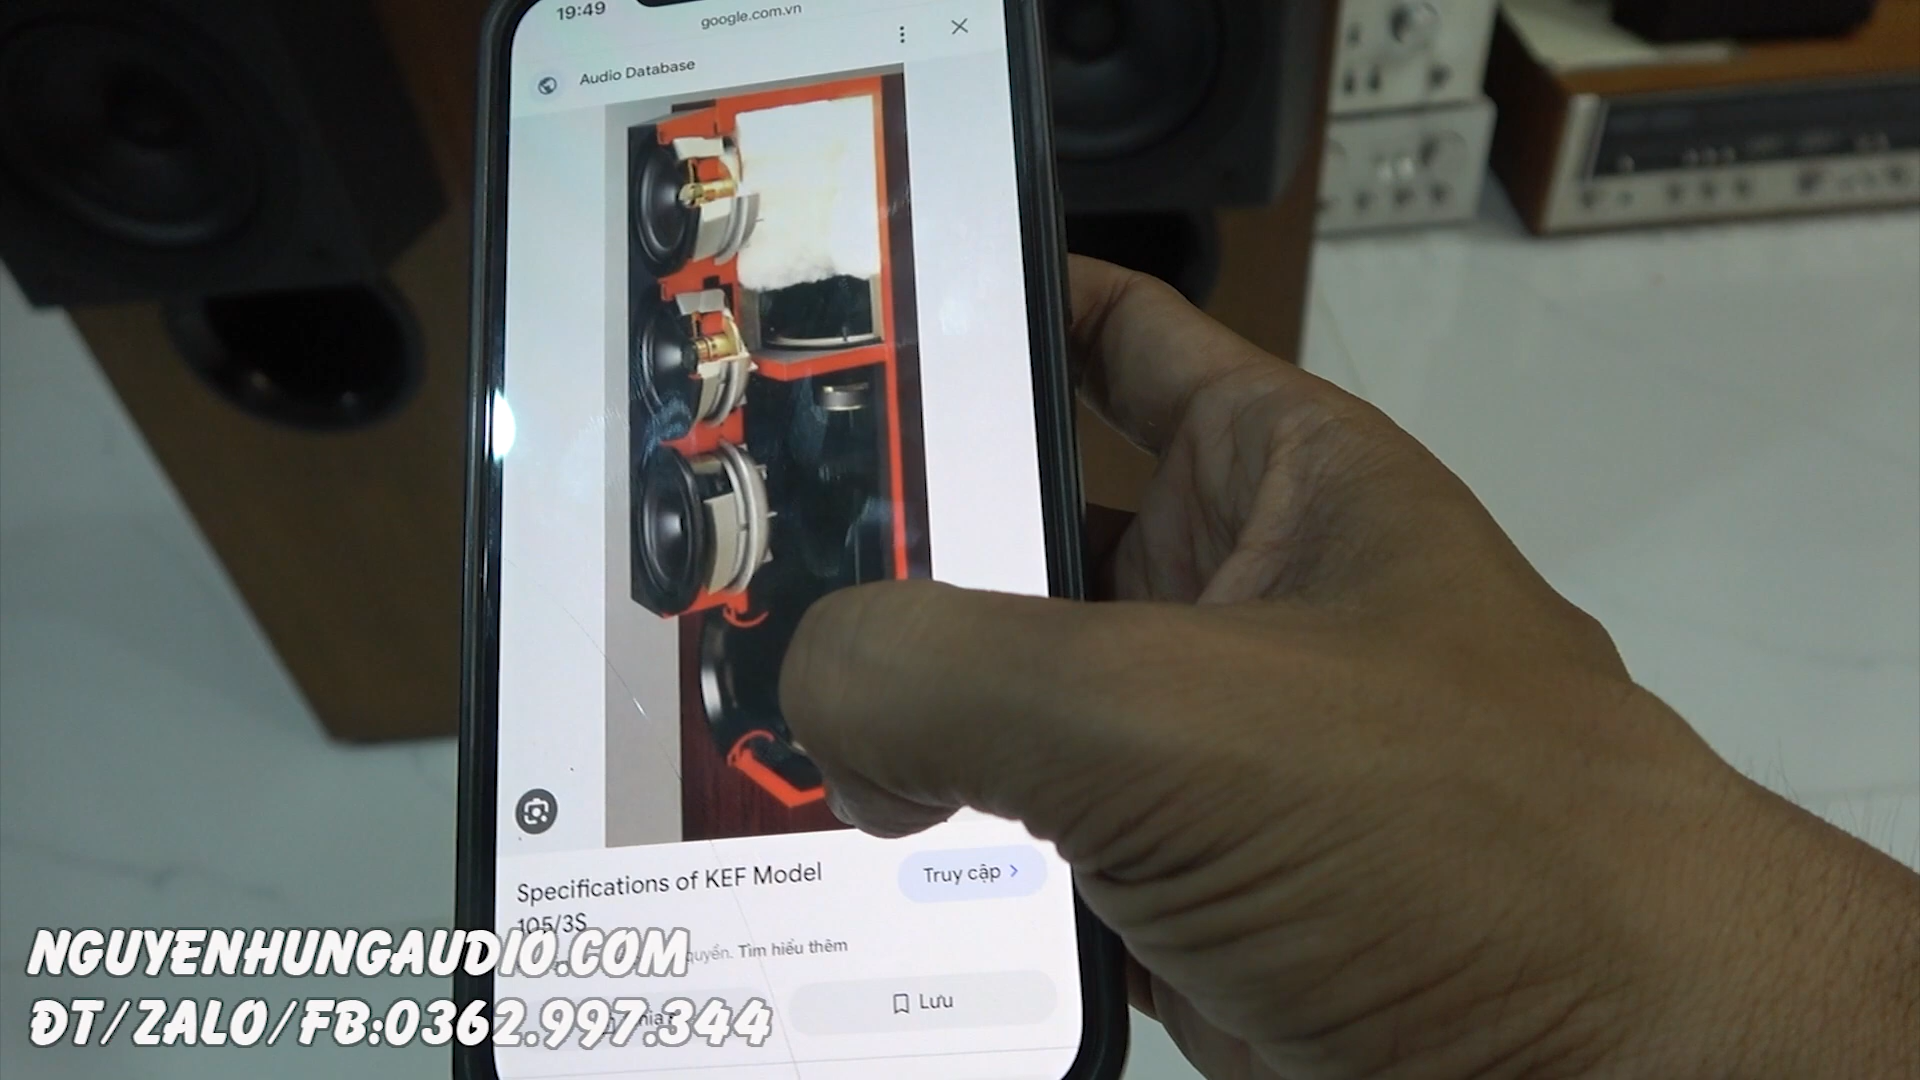 19:49
google.com.vn
Audio Database
Specifications of KEF Model
105/3S
Truy cập
quyền. Tìm hiểu thêm
Lưu
NGUYENHUNGAUDIO.COM
ĐT/ZALO/FB:0362.997.344